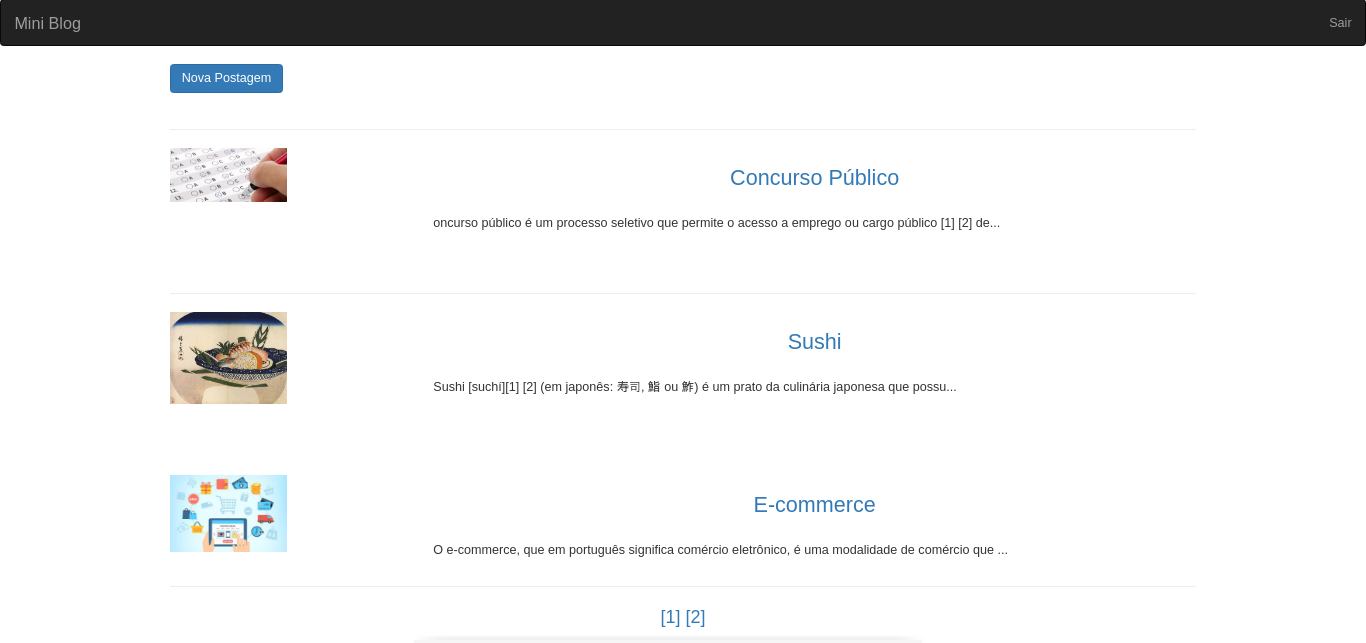 Mini Blog
Sair
Nova Postagem
Concurso Público
oncurso público é um processo seletivo que permite o acesso a emprego ou cargo público [1] [2] de...
Sushi
Sushi [suchí][1] [2] (em japonês: 寿司, 鮨 ou 鮓) é um prato da culinária japonesa que possu...
E-commerce
O e-commerce, que em português significa comércio eletrônico, é uma modalidade de comércio que ...
[1] [2]